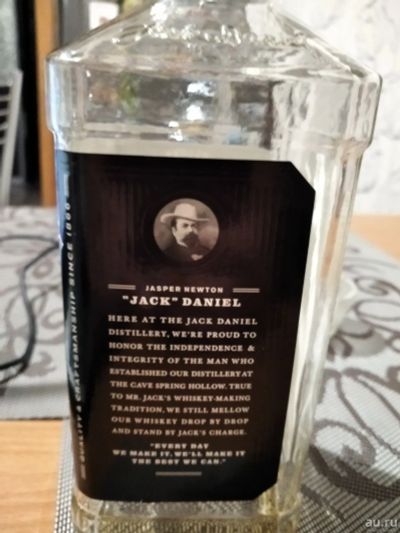 JASPER NEWTON
"JACK" DANIEL
HERE AT THE JACK DANIEL
DISTILLERY, WE'RE PROUD TO
HONOR THE INDEPENDENCE &
INTEGRITY OF THE MAN WHO
ESTABLISHED OUR DISTILLERY AT
THE CAVE SPRING HOLLOW. TRUE
TO MR. JACK'S WHISKEY-MAKING
TRADITION, WE STILL MELLOW
OUR WHISKEY DROP BY DROP
AND STAND BY JACK'S CHARGE.
"EVERY DAY
WE MAKE IT, WE'LL MAKE IT
THE BEST WE CAN."
QUALITY & CRAFTSMANSHIP SINCE 1866
au.ru